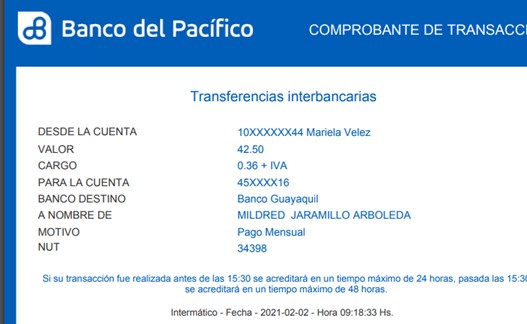 Banco del Pacífico
COMPROBANTE DE TRANSACCI
Transferencias interbancarias
DESDE LA CUENTA 10XXXXXX44 Mariela Velez
VALOR 42.50
CARGO 0.36 + IVA
PARA LA CUENTA 45XXXX16
BANCO DESTINO Banco Guayaquil
A NOMBRE DE MILDRED JARAMILLO ARBOLEDA
MOTIVO Pago Mensual
NUT 34398
Si su transacción fue realizada antes de las 15:30 se acreditará en un tiempo máximo de 24 horas, pasada las 15:30
se acreditará en un tiempo máximo de 48 horas.
Intermático - Fecha - 2021-02-02 - Hora 09:18:33 Hs.